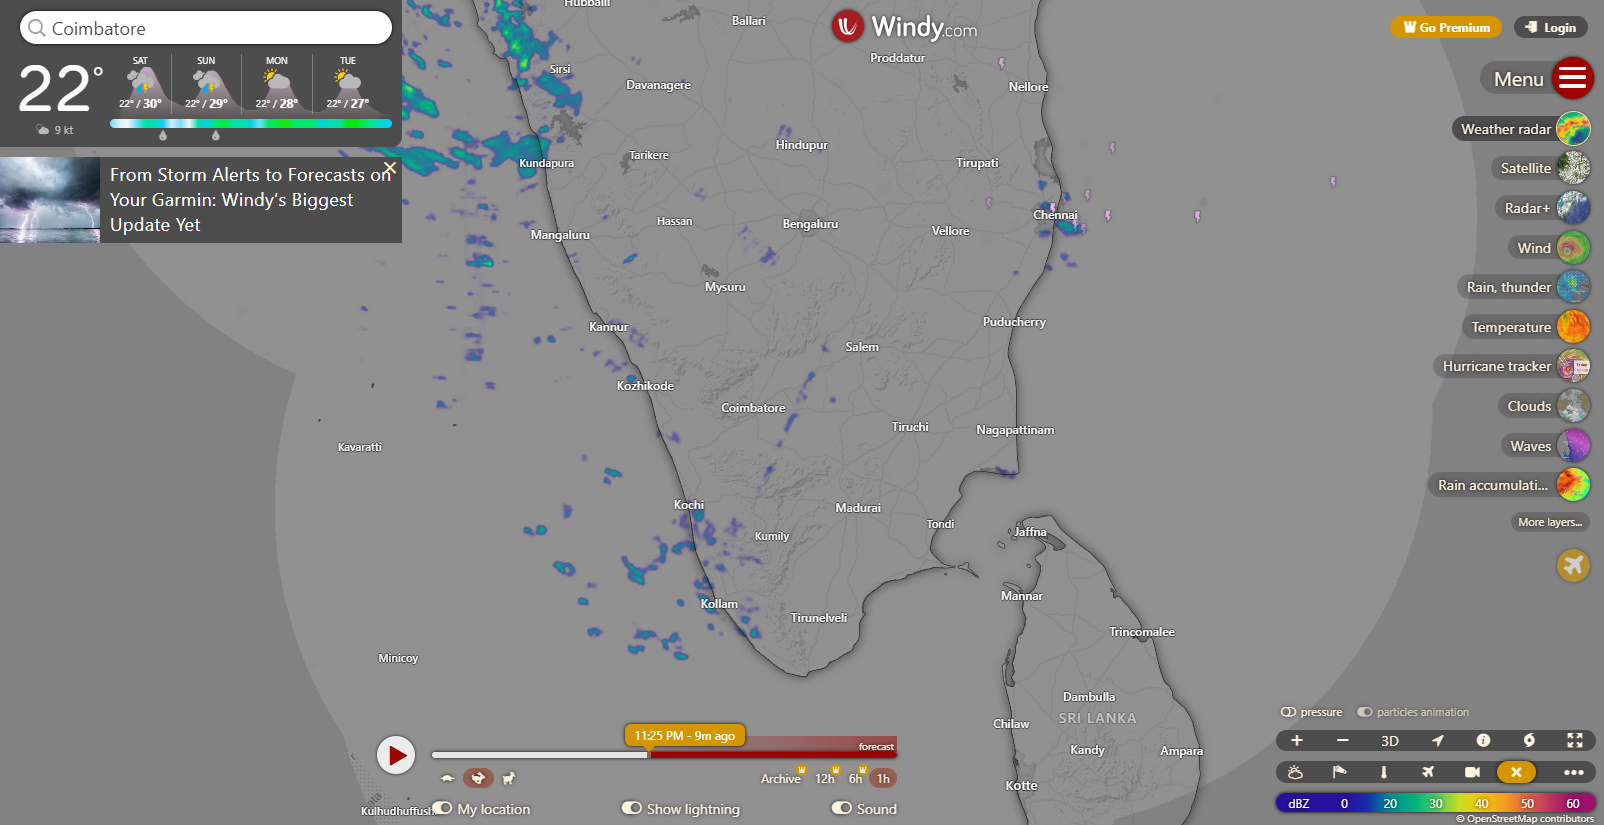 Coimbatore
22°
9 kt
SAT
SUN
MON
TUE
22° / 30°
22° / 29°
22° / 28°
22° / 27°
From Storm Alerts to Forecasts on
Your Garmin: Windy's Biggest
Update Yet
Windy.com
Go Premium
Login
Menu
Weather radar
Satellite
Radar+
Wind
Rain, thunder
Temperature
Hurricane tracker
Clouds
Waves
Rain accumulati...
More layers...
Hubballi
Ballari
Proddatur
Sirsi
Davanagere
Nellore
Kundapura
Tarikere
Hindupur
Tirupati
Mangaluru
Hassan
Bengaluru
Vellore
Chennai
Mysuru
Kannur
Salem
Puducherry
Kozhikode
Coimbatore
Tiruchi
Nagapattinam
Kavaratti
Kochi
Kumily
Madurai
Tondi
Jaffna
Kollam
Tirunelveli
Mannar
Trincomalee
Minicoy
Dambulla
SRI LANKA
Chilaw
Kandy
Ampara
Kotte
Kulhudhuffushi
11:25 PM - 9m ago
forecast
Archive
12h
6h
1h
My location
Show lightning
Sound
pressure
particles animation
+
−
3D
dBZ 0 20 30 40 50 60
© OpenStreetMap contributors